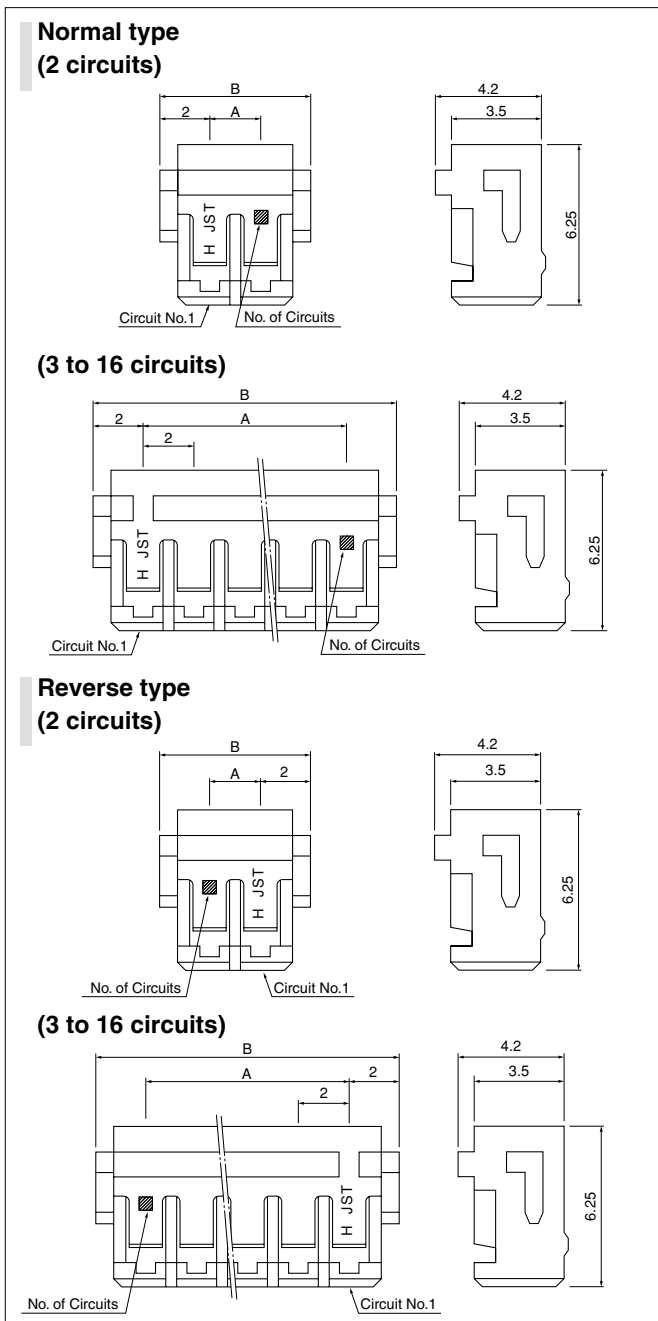 Normal type
(2 circuits)
B
2 A
4.2
3.5
6.25
H JST
Circuit No.1
No. of Circuits
(3 to 16 circuits)
B
2 A
2
4.2
3.5
6.25
H JST
Circuit No.1
No. of Circuits
Reverse type
(2 circuits)
B
A 2
4.2
3.5
6.25
H JST
No. of Circuits
Circuit No.1
(3 to 16 circuits)
B
A 2
2
4.2
3.5
6.25
H JST
No. of Circuits
Circuit No.1